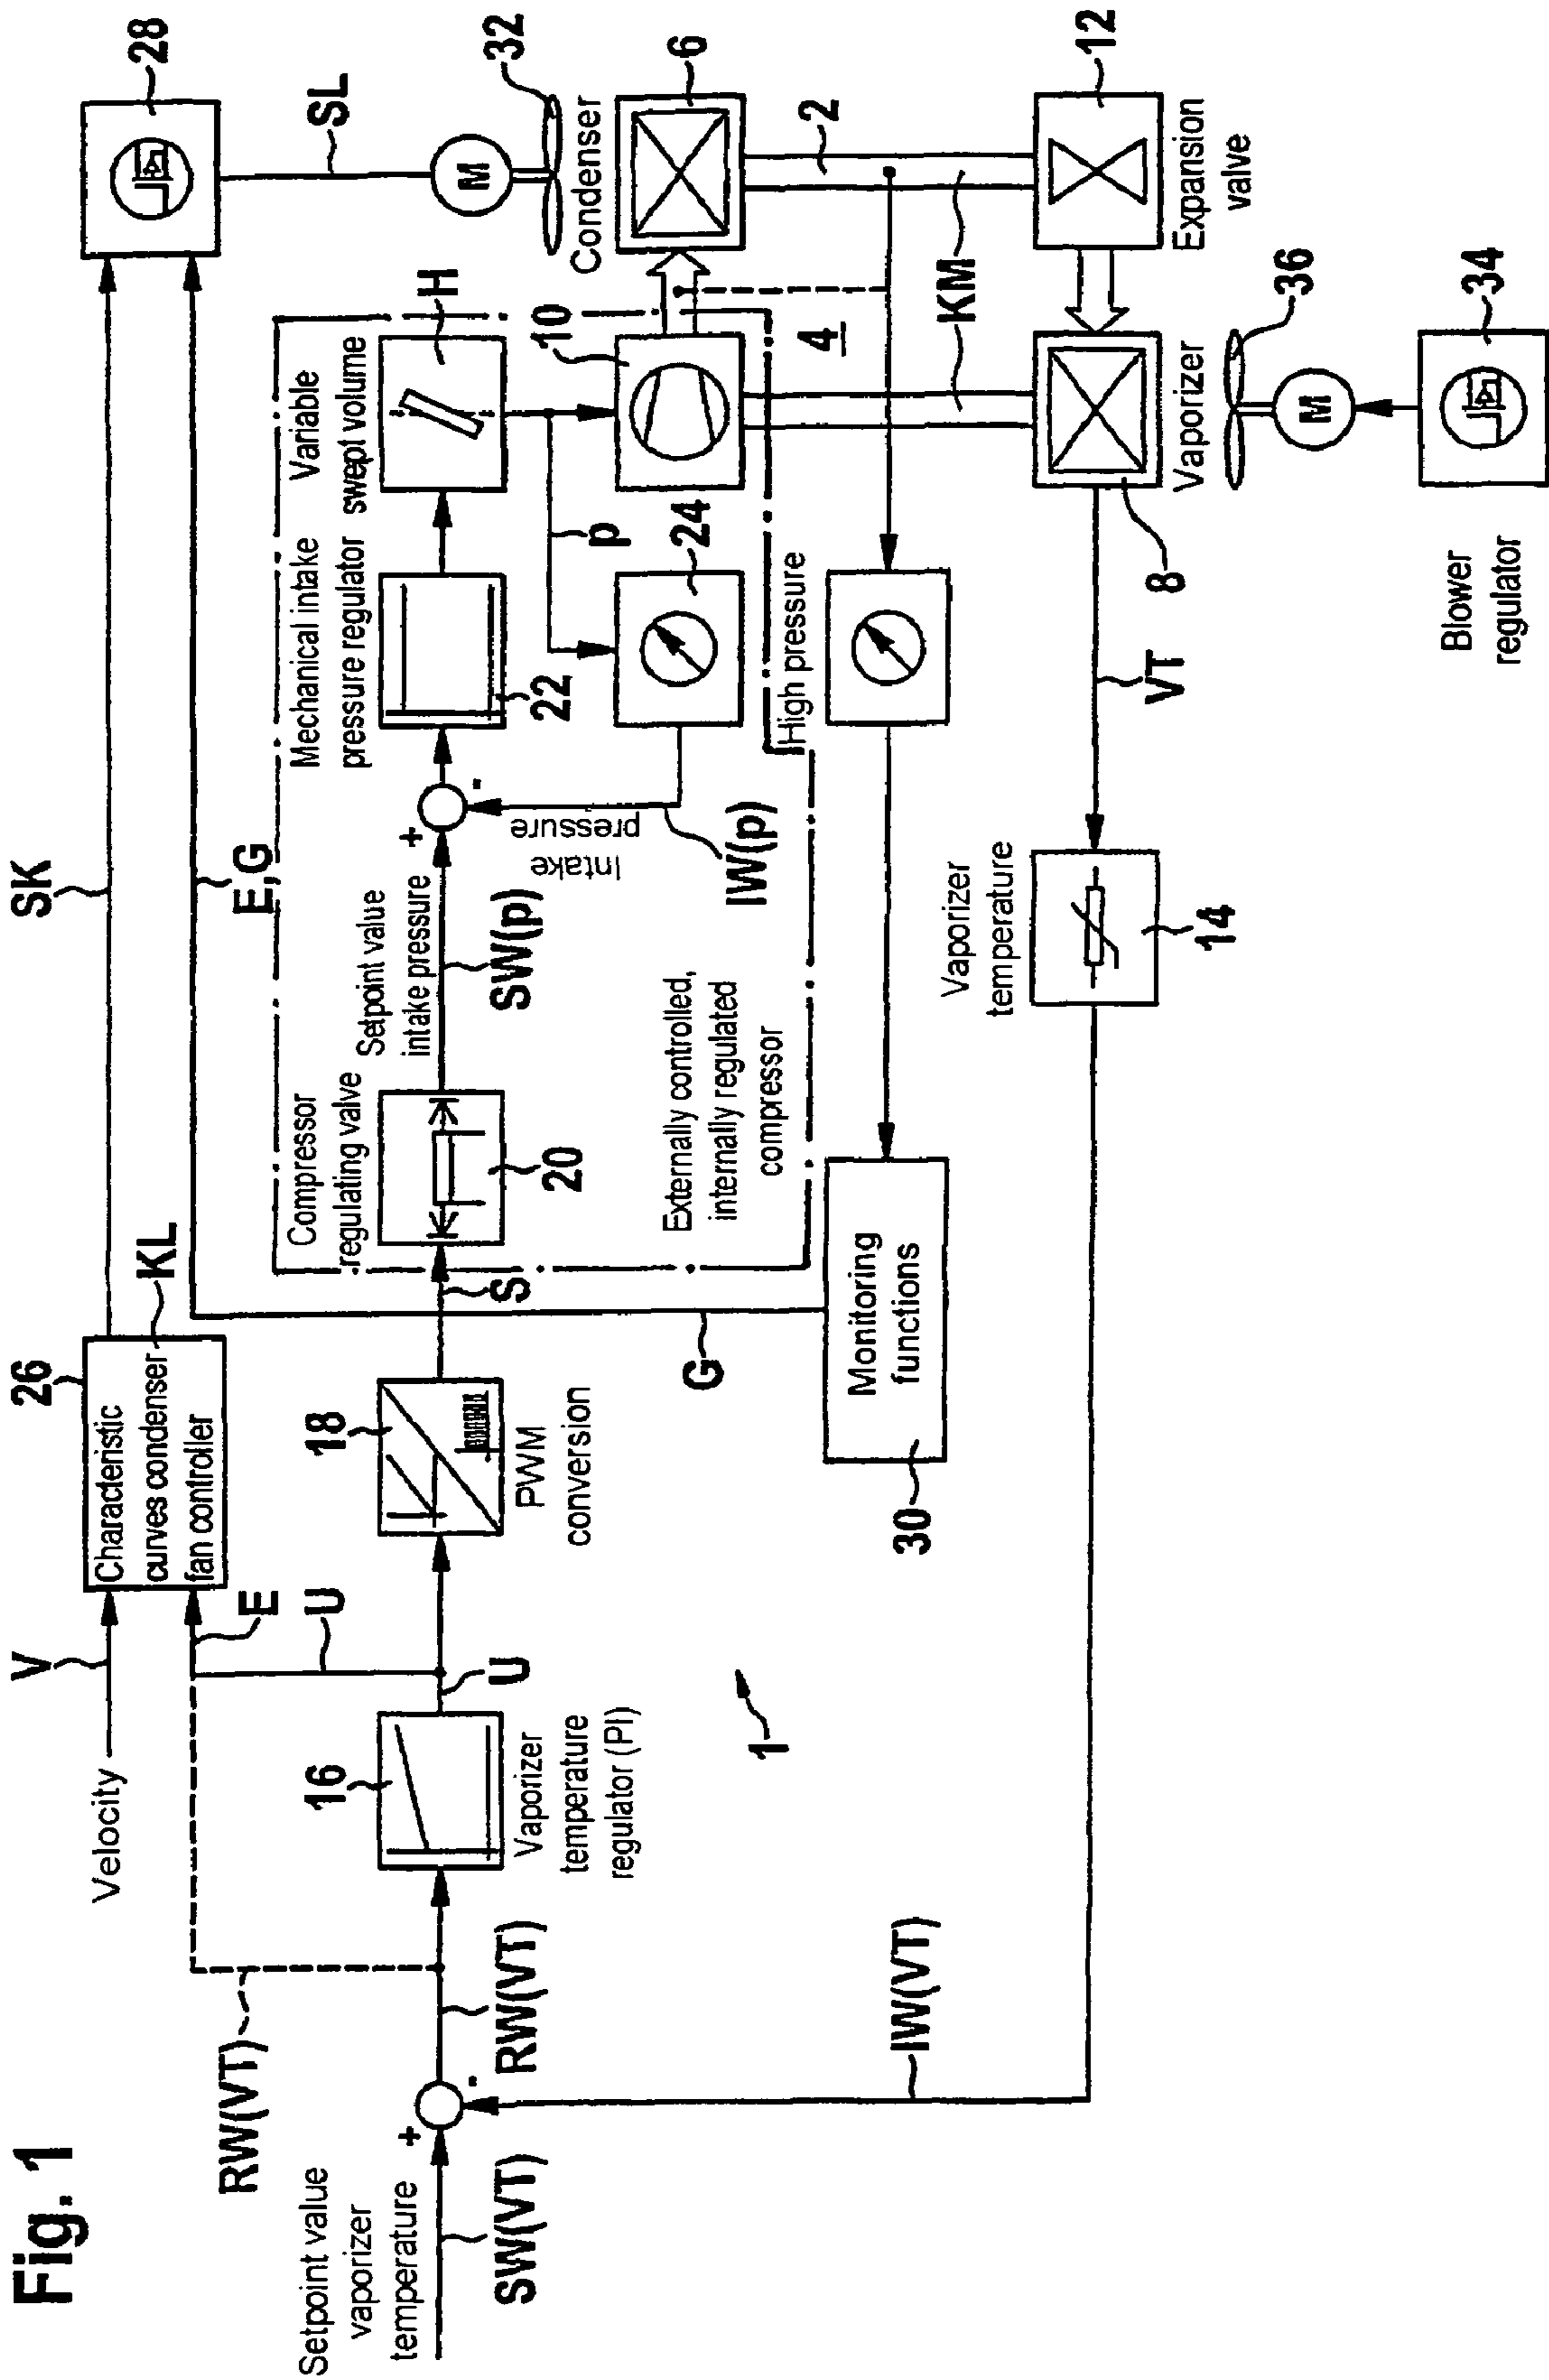 Fig. 1
RW(VT)
Setpoint value
vaporizer
temperature
SW(VT)
+
-
RW(VT)
IW(VT)
V
Velocity
E
U
16
Vaporizer
temperature
regulator (PI)
U
1
26
Characteristic
curves condenser
fan controller
KL
18
PWM
conversion
S
G
30
Monitoring
functions
SK
E,G
Compressor
regulating valve
20
Setpoint value
intake pressure
SW(p)
Externally controlled,
internally regulated
compressor
+
-
Intake
pressure
IW(p)
Mechanical intake
pressure regulator
22
Variable
swept volume
H
p
24
10
High pressure
4
28
SL
M
32
Condenser
6
2
KM
12
Expansion
valve
Vaporizer
8
VT
Vaporizer
temperature
14
36
M
34
Blower
regulator